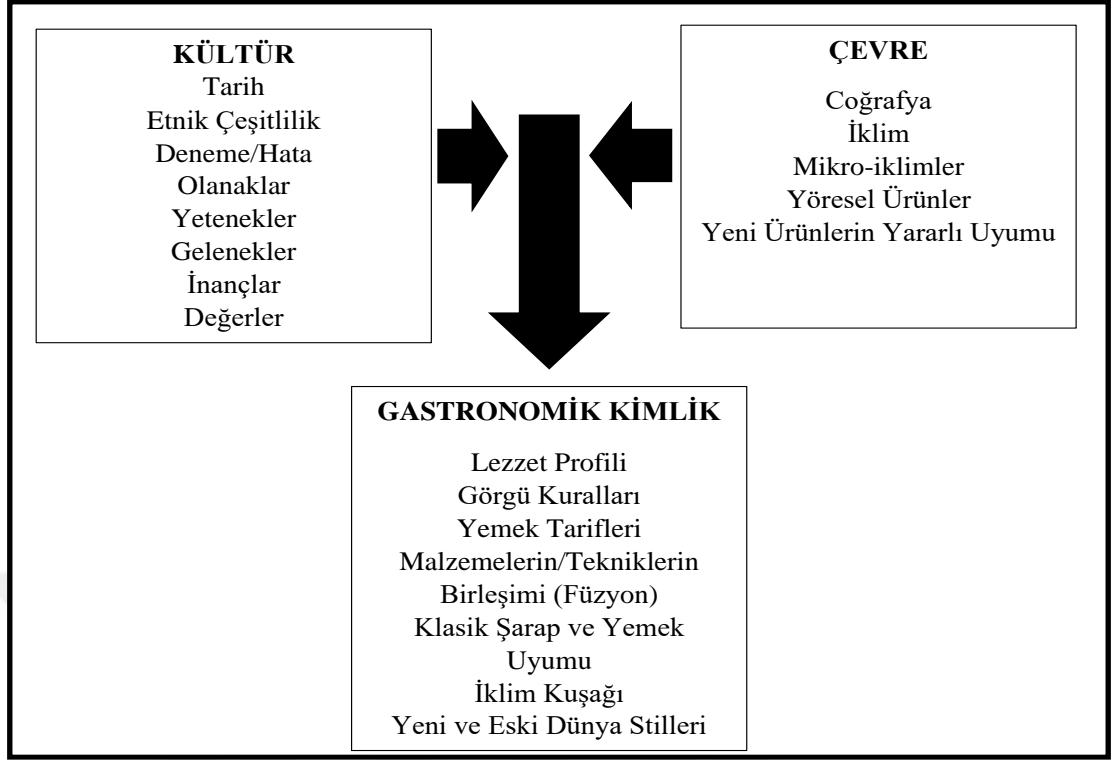 KÜLTÜR
Tarih
Etnik Çeşitlilik
Deneme/Hata
Olanaklar
Yetenekler
Gelenekler
İnançlar
Değerler
ÇEVRE
Coğrafya
İklim
Mikro-iklimler
Yöresel Ürünler
Yeni Ürünlerin Yararlı Uyumu
GASTRONOMİK KİMLİK
Lezzet Profili
Görgü Kuralları
Yemek Tarifleri
Malzemelerin/Tekniklerin
Birleşimi (Füzyon)
Klasik Şarap ve Yemek
Uyumu
İklim Kuşağı
Yeni ve Eski Dünya Stilleri